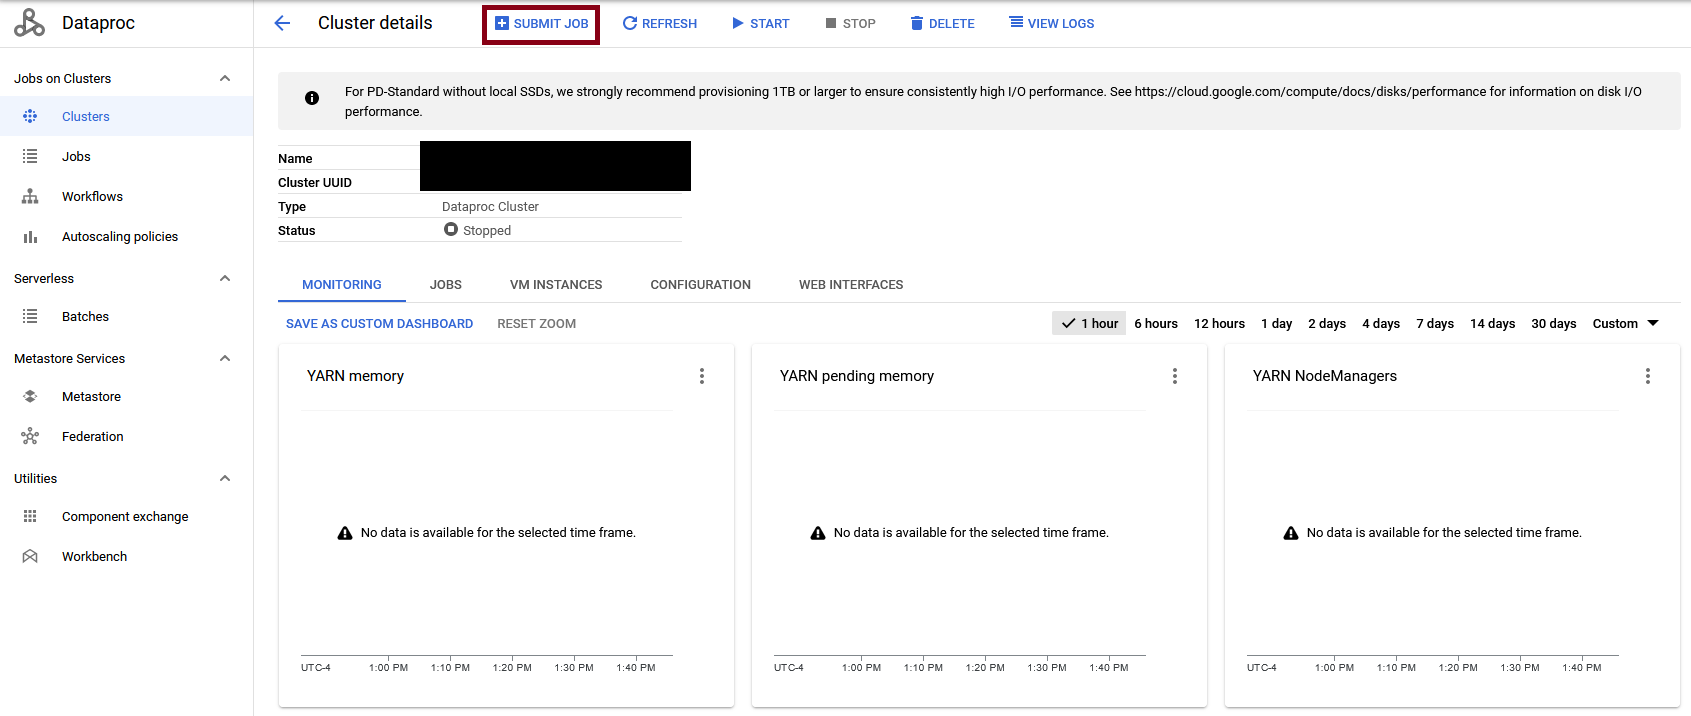 Dataproc
Cluster details
SUBMIT JOB
REFRESH
START
STOP
DELETE
VIEW LOGS
Jobs on Clusters
Clusters
Jobs
Workflows
Autoscaling policies
Serverless
Batches
Metastore Services
Metastore
Federation
Utilities
Component exchange
Workbench
For PD-Standard without local SSDs, we strongly recommend provisioning 1TB or larger to ensure consistently high I/O performance. See https://cloud.google.com/compute/docs/disks/performance for information on disk I/O
performance.
Name
Cluster UUID
Type Dataproc Cluster
Status Stopped
MONITORING JOBS VM INSTANCES CONFIGURATION WEB INTERFACES
SAVE AS CUSTOM DASHBOARD RESET ZOOM 1 hour 6 hours 12 hours 1 day 2 days 4 days 7 days 14 days 30 days Custom
YARN memory
No data is available for the selected time frame.
UTC-4 1:00 PM 1:10 PM 1:20 PM 1:30 PM 1:40 PM
YARN pending memory
No data is available for the selected time frame.
UTC-4 1:00 PM 1:10 PM 1:20 PM 1:30 PM 1:40 PM
YARN NodeManagers
No data is available for the selected time frame.
UTC-4 1:00 PM 1:10 PM 1:20 PM 1:30 PM 1:40 PM